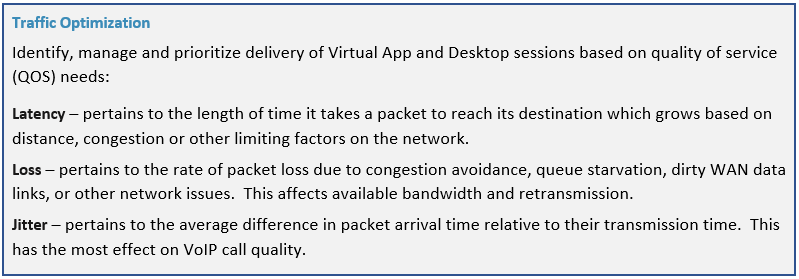 Traffic Optimization
Identify, manage and prioritize delivery of Virtual App and Desktop sessions based on quality of service
(QOS) needs:
Latency – pertains to the length of time it takes a packet to reach its destination which grows based on
distance, congestion or other limiting factors on the network.
Loss – pertains to the rate of packet loss due to congestion avoidance, queue starvation, dirty WAN data
links, or other network issues.  This affects available bandwidth and retransmission.
Jitter – pertains to the average difference in packet arrival time relative to their transmission time.  This
has the most effect on VoIP call quality.